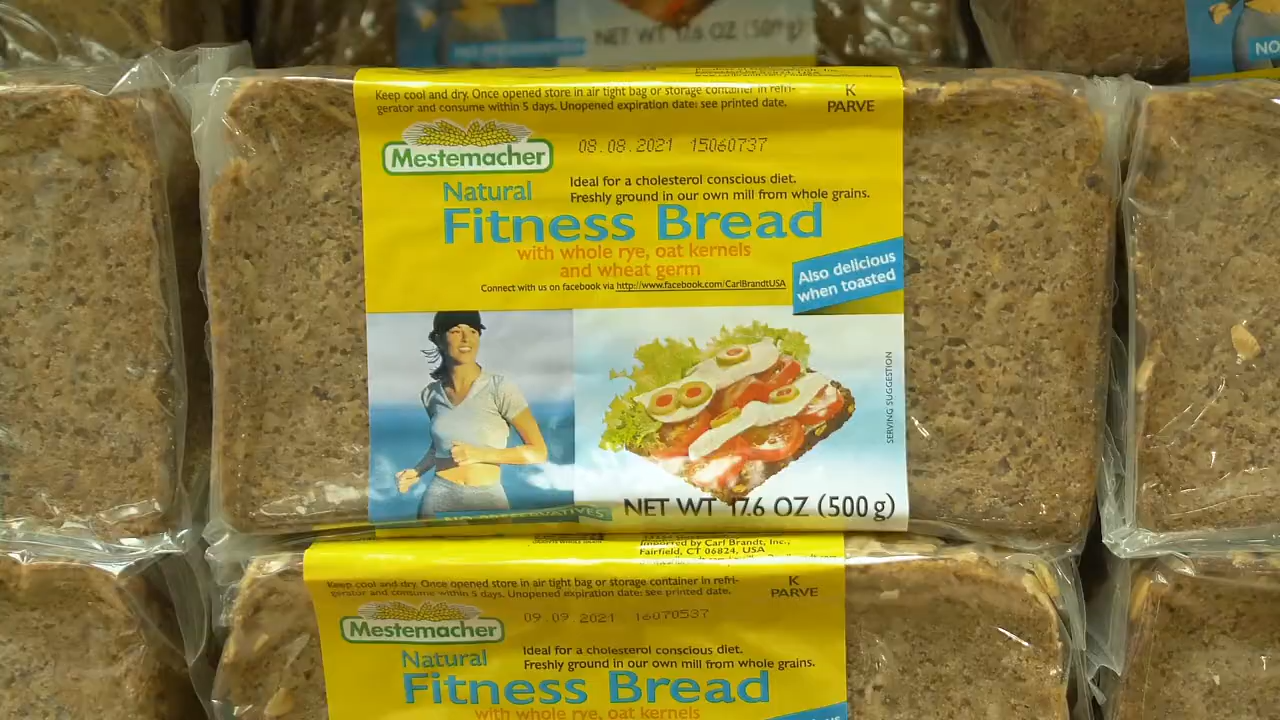 NET WT 17.6 OZ (500 g)
NO
Keep cool and dry. Once opened store in air tight bag or storage container in refri-
gerator and consume within 5 days. Unopened expiration date: see printed date.
K
PARVE
Mestemacher
08.08.2021 15060737
Natural
Ideal for a cholesterol conscious diet.
Freshly ground in our own mill from whole grains.
Fitness Bread
with whole rye, oat kernels
and wheat germ
Connect with us on facebook via http://www.facebook.com/CarlBrandtUSA
Also delicious
when toasted
SERVING SUGGESTION
NO PRESERVATIVES
NET WT 17.6 OZ (500 g)
Imported by Carl Brandt, Inc.,
Fairfield, CT 06824, USA
Keep cool and dry. Once opened store in air tight bag or storage container in refri-
gerator and consume within 5 days. Unopened expiration date: see printed date.
K
PARVE
Mestemacher
09.09.2021 16070537
Natural
Ideal for a cholesterol conscious diet.
Freshly ground in our own mill from whole grains.
Fitness Bread
with whole rye, oat kernels